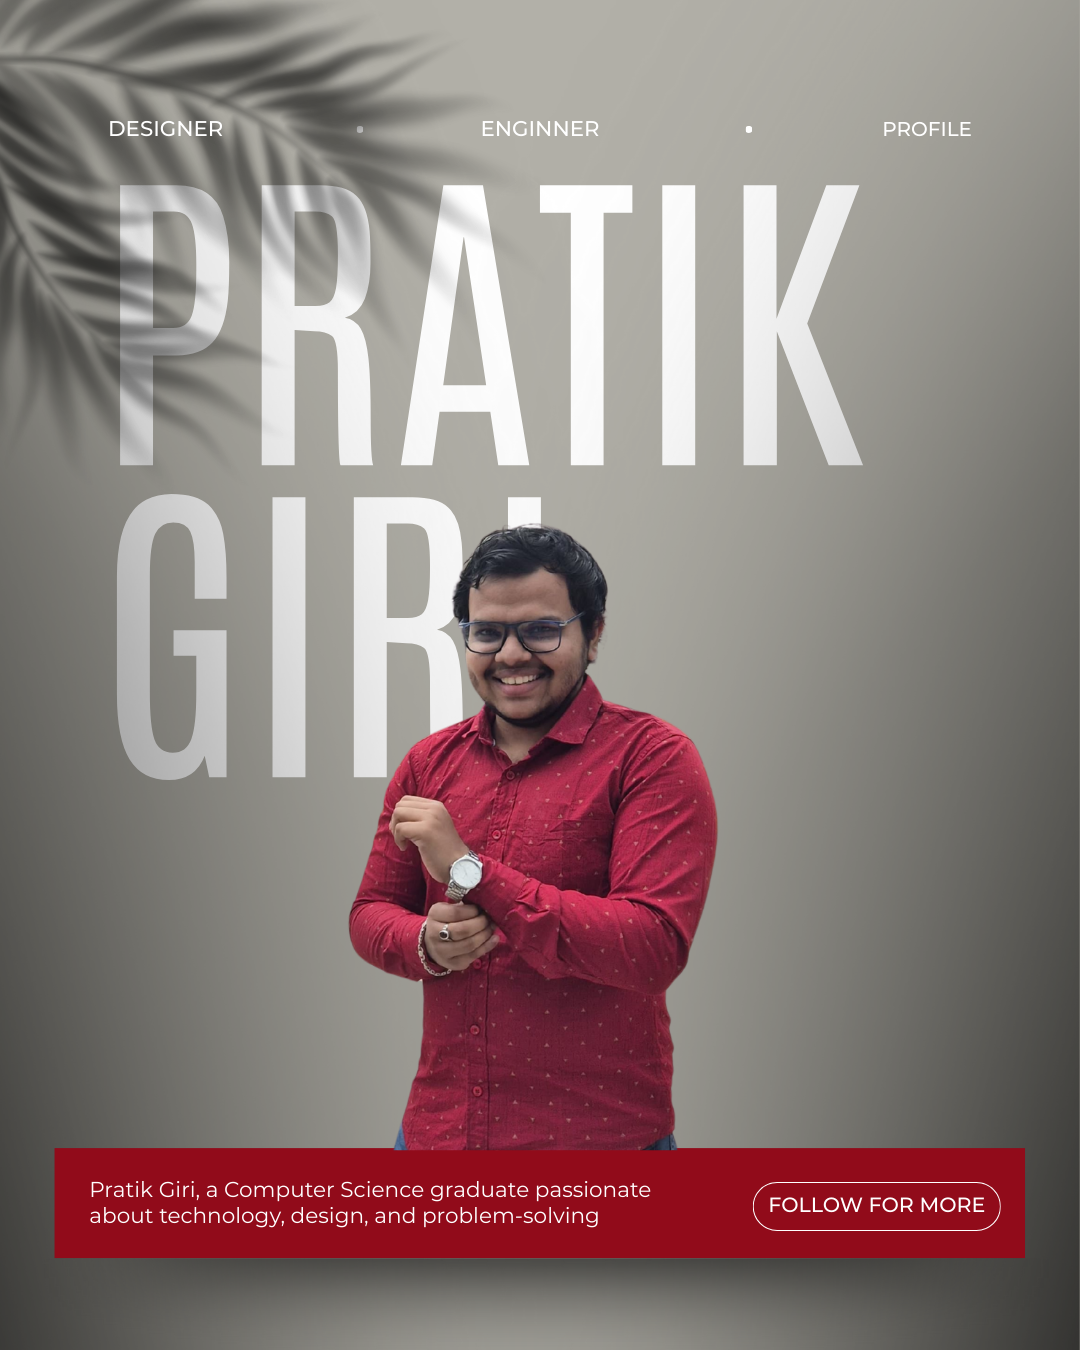 DESIGNER • ENGINNER • PROFILE
PRATIK
GIRI
Pratik Giri, a Computer Science graduate passionate
about technology, design, and problem-solving
FOLLOW FOR MORE